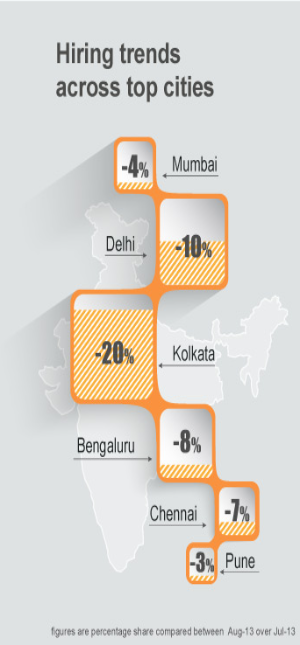 Hiring trends
across top cities
-4% Mumbai
Delhi -10%
-20% Kolkata
Bengaluru -8%
Chennai -7%
-3% Pune
figures are percentage share compared between Aug-13 over Jul-13